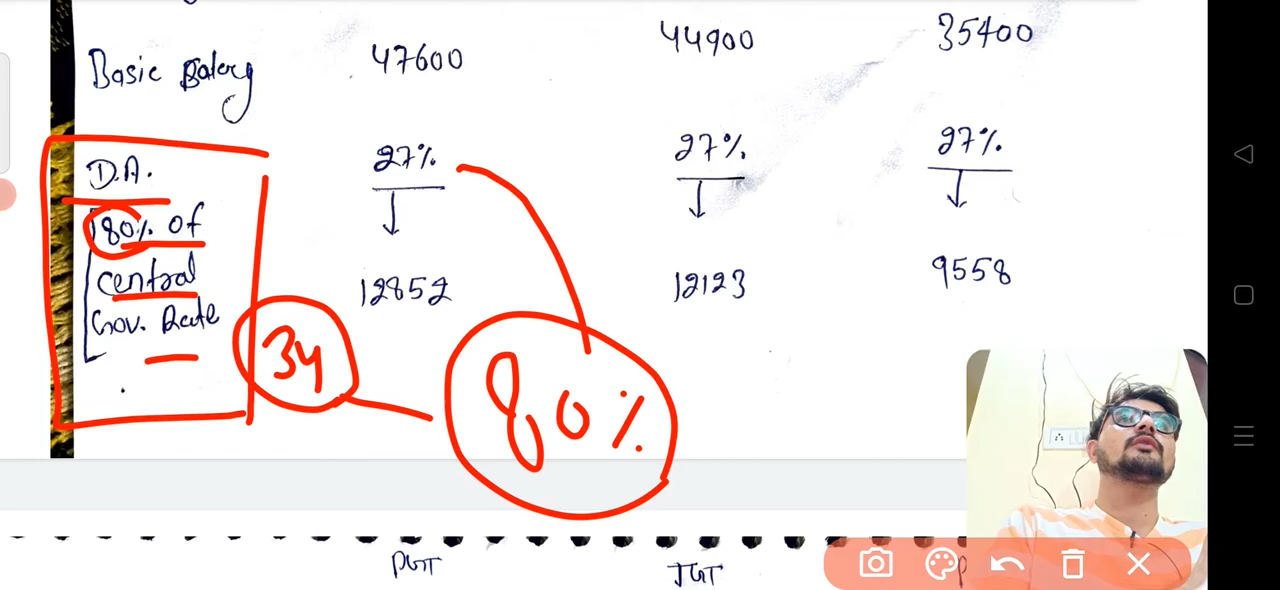 Basic Salery 47600 44900 35400
D.A. 27% 27% 27%
80% of
central 12852 12123 9558
Gov. Rate
34
80%
PGT TGT P